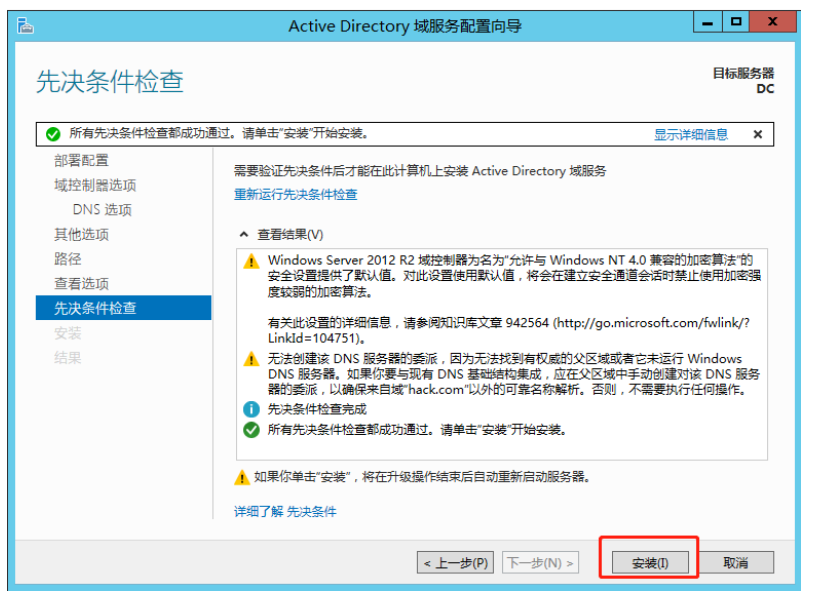 Active Directory 域服务配置向导
先决条件检查
目标服务器
DC
所有先决条件检查都成功通过。请单击"安装"开始安装。
显示详细信息
部署配置
域控制器选项
DNS 选项
其他选项
路径
查看选项
先决条件检查
安装
结果
需要验证先决条件后才能在此计算机上安装 Active Directory 域服务
重新运行先决条件检查
查看结果(V)
Windows Server 2012 R2 域控制器为名为"允许与 Windows NT 4.0 兼容的加密算法"的
安全设置提供了默认值。对此设置使用默认值，将会在建立安全通道会话时禁止使用加密强
度较弱的加密算法。
有关此设置的详细信息，请参阅知识库文章 942564 (http://go.microsoft.com/fwlink/?
LinkId=104751)。
无法创建该 DNS 服务器的委派，因为无法找到有权威的父区域或者它未运行 Windows
DNS 服务器。如果你要与现有 DNS 基础结构集成，应在父区域中手动创建对该 DNS 服务
器的委派，以确保来自域"hack.com"以外的可靠名称解析。否则，不需要执行任何操作。
先决条件检查完成
所有先决条件检查都成功通过。请单击"安装"开始安装。
如果你单击"安装"，将在升级操作结束后自动重新启动服务器。
详细了解 先决条件
< 上一步(P)
下一步(N) >
安装(I)
取消